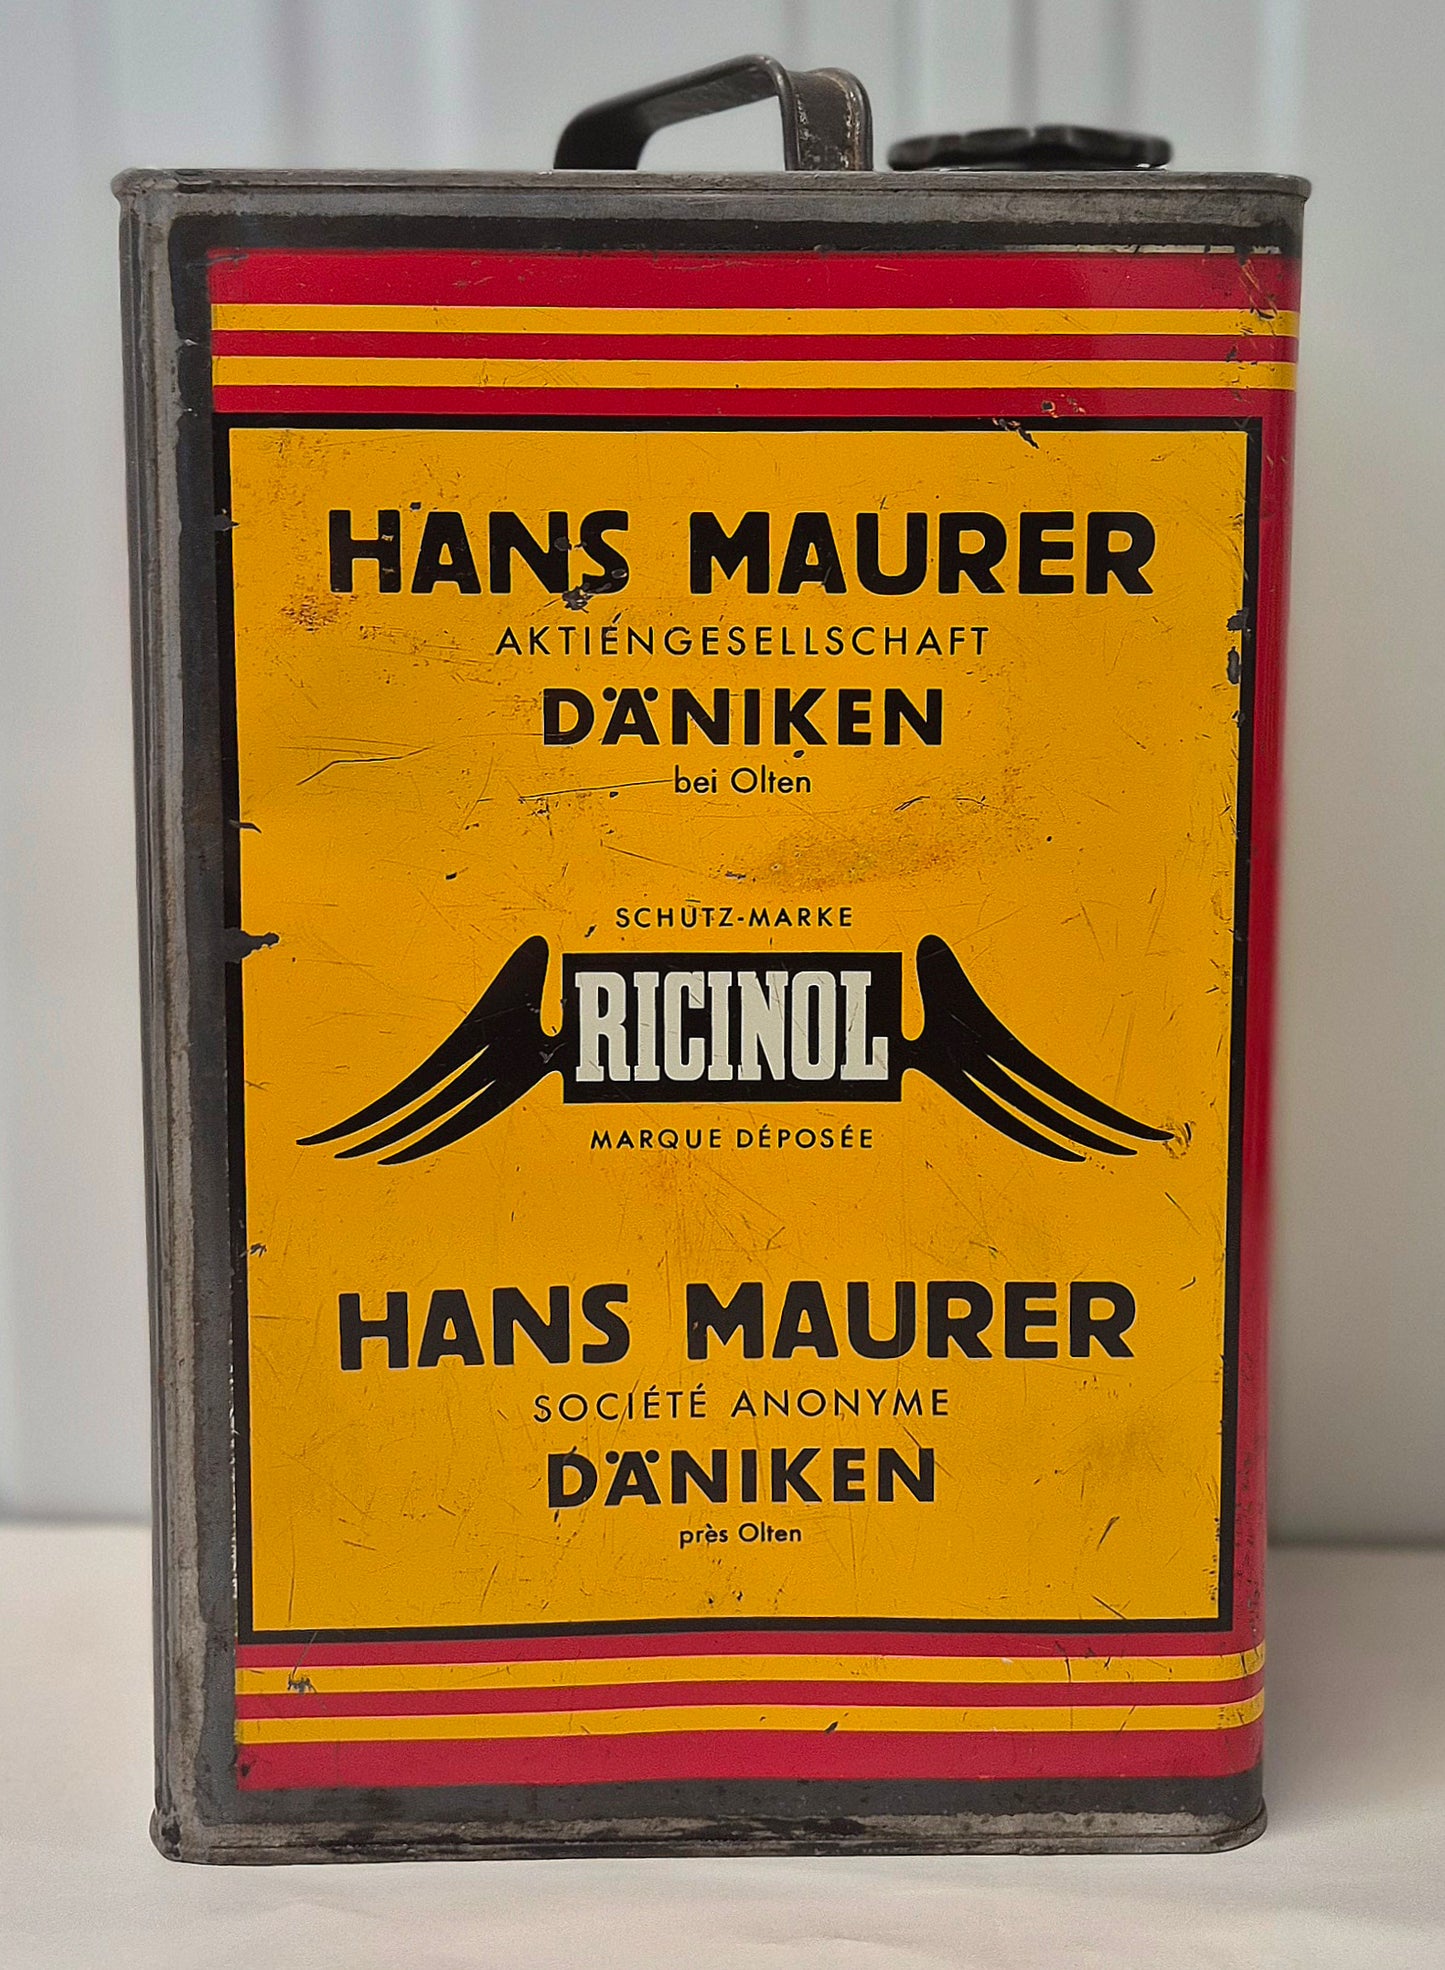 HANS MAURER
AKTIENGESELLSCHAFT
DÄNIKEN
bei Olten
SCHUTZ-MARKE
RICINOL
MARQUE DÉPOSÉE
HANS MAURER
SOCIÉTÉ ANONYME
DÄNIKEN
près Olten